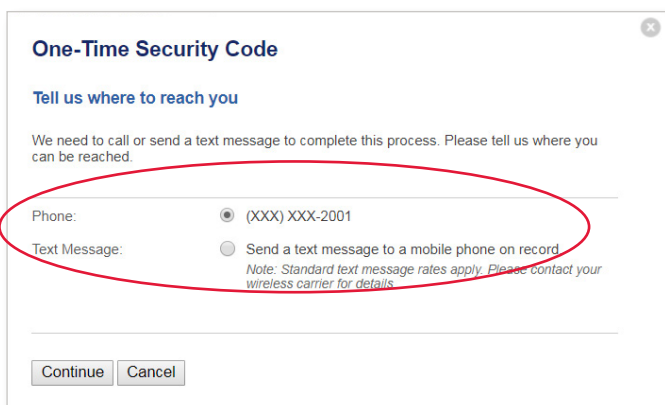 One-Time Security Code
Tell us where to reach you
We need to call or send a text message to complete this process. Please tell us where you
can be reached.
Phone: (XXX) XXX-2001
Text Message: Send a text message to a mobile phone on record
Note: Standard text message rates apply. Please contact your
wireless carrier for details.
Continue Cancel